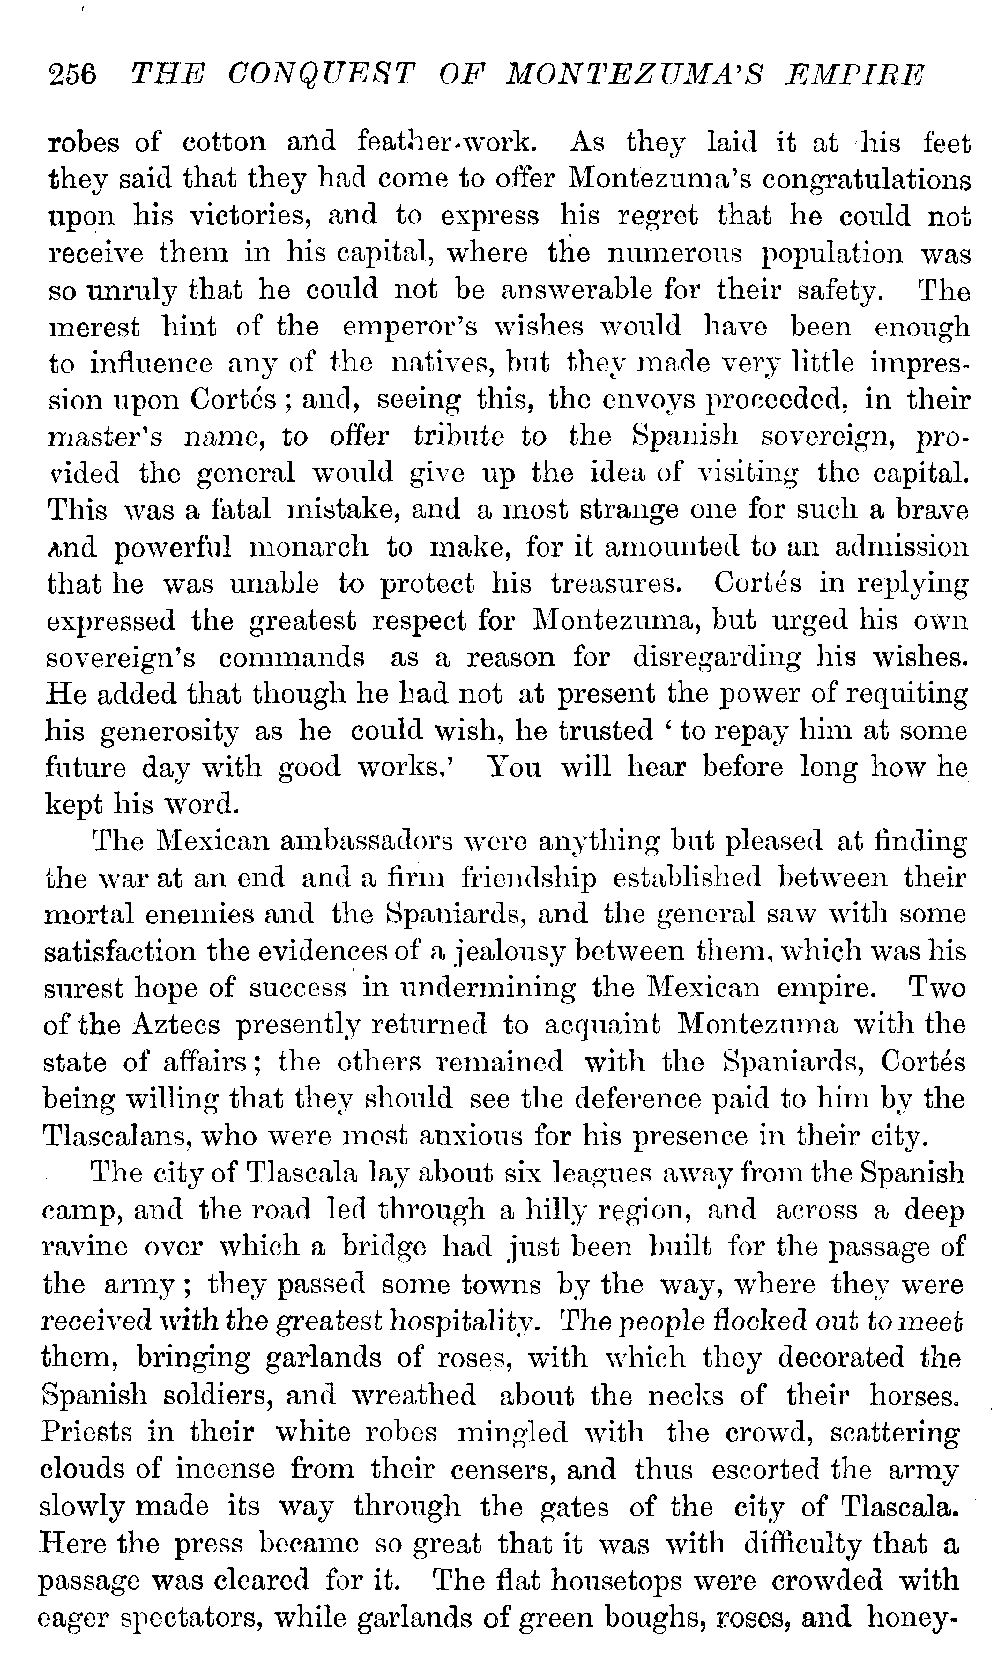 256 THE CONQUEST OF MONTEZUMA'S EMPIRE
robes of cotton and feather-work. As they laid it at his feet
they said that they had come to offer Montezuma's congratulations
upon his victories, and to express his regret that he could not
receive them in his capital, where the numerous population was
so unruly that he could not be answerable for their safety. The
merest hint of the emperor's wishes would have been enough
to influence any of the natives, but they made very little impres-
sion upon Cortés ; and, seeing this, the envoys proceeded, in their
master's name, to offer tribute to the Spanish sovereign, pro-
vided the general would give up the idea of visiting the capital.
This was a fatal mistake, and a most strange one for such a brave
and powerful monarch to make, for it amounted to an admission
that he was unable to protect his treasures. Cortés in replying
expressed the greatest respect for Montezuma, but urged his own
sovereign's commands as a reason for disregarding his wishes.
He added that though he had not at present the power of requiting
his generosity as he could wish, he trusted ‘ to repay him at some
future day with good works.’ You will hear before long how he
kept his word.
The Mexican ambassadors were anything but pleased at finding
the war at an end and a firm friendship established between their
mortal enemies and the Spaniards, and the general saw with some
satisfaction the evidences of a jealousy between them, which was his
surest hope of success in undermining the Mexican empire. Two
of the Aztecs presently returned to acquaint Montezuma with the
state of affairs ; the others remained with the Spaniards, Cortés
being willing that they should see the deference paid to him by the
Tlascalans, who were most anxious for his presence in their city.
The city of Tlascala lay about six leagues away from the Spanish
camp, and the road led through a hilly region, and across a deep
ravine over which a bridge had just been built for the passage of
the army ; they passed some towns by the way, where they were
received with the greatest hospitality. The people flocked out to meet
them, bringing garlands of roses, with which they decorated the
Spanish soldiers, and wreathed about the necks of their horses.
Priests in their white robes mingled with the crowd, scattering
clouds of incense from their censers, and thus escorted the army
slowly made its way through the gates of the city of Tlascala.
Here the press became so great that it was with difficulty that a
passage was cleared for it. The flat housetops were crowded with
eager spectators, while garlands of green boughs, roses, and honey-